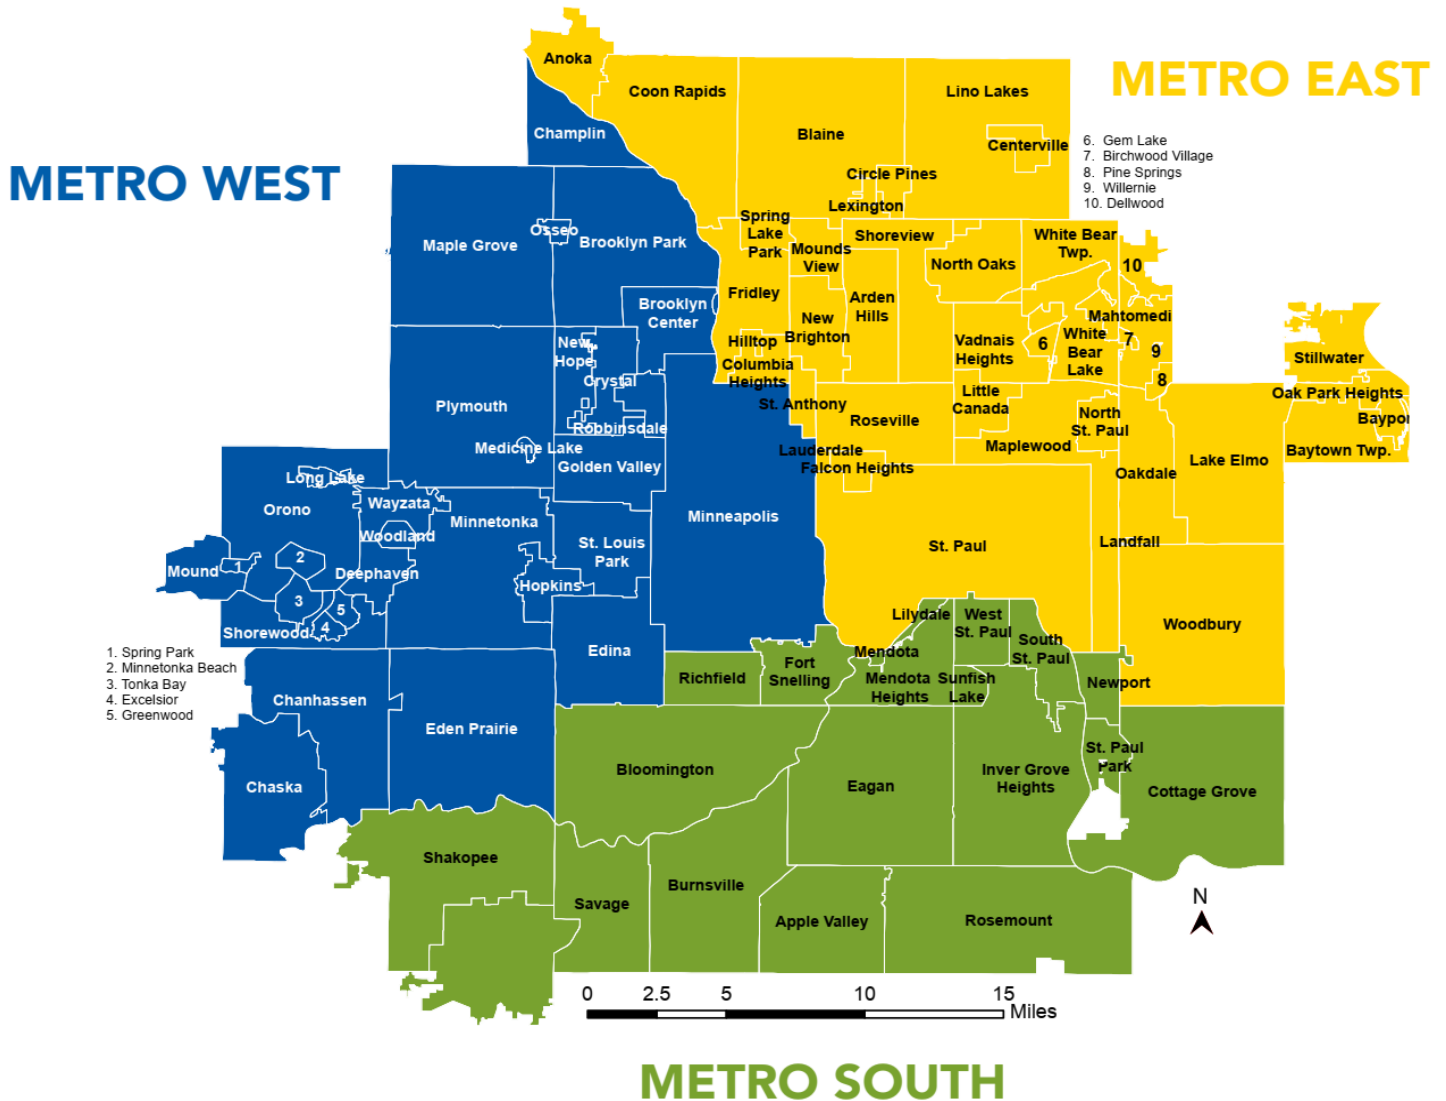 Anoka
METRO EAST
Coon Rapids
Lino Lakes
Champlin
Blaine
Centerville
6. Gem Lake
7. Birchwood Village
8. Pine Springs
9. Willernie
10. Dellwood
METRO WEST
Circle Pines
Lexington
Maple Grove
Osseo
Brooklyn Park
Spring
Lake
Park
Mounds
View
Shoreview
North Oaks
White Bear
Twp.
10
Fridley
Arden
Hills
Brooklyn
Center
New
Brighton
Mahtomedi
Hilltop
Columbia
Heights
Vadnais
Heights
6
White
Bear
Lake
7
9
8
Stillwater
New
Hope
Crystal
Robbinsdale
Plymouth
Medicine Lake
Golden Valley
St. Anthony
Roseville
Little
Canada
North
St. Paul
Maplewood
Oak Park Heights
Baypor
Baytown Twp.
Lauderdale
Falcon Heights
Oakdale
Lake Elmo
Long Lake
Orono
Wayzata
Woodland
Minnetonka
Minneapolis
St. Louis
Park
St. Paul
Landfall
Mound
1
2
Deephaven
Hopkins
3
5
4
Shorewood
Edina
Lilydale
West
St. Paul
South
St. Paul
Woodbury
1. Spring Park
2. Minnetonka Beach
3. Tonka Bay
4. Excelsior
5. Greenwood
Mendota
Richfield
Fort
Snelling
Mendota
Heights
Sunfish
Lake
Newport
Chanhassen
Eden Prairie
Chaska
Bloomington
Eagan
Inver Grove
Heights
St. Paul
Park
Cottage Grove
Shakopee
Savage
Burnsville
Apple Valley
Rosemount
N
0 2.5 5 10 15
Miles
METRO SOUTH